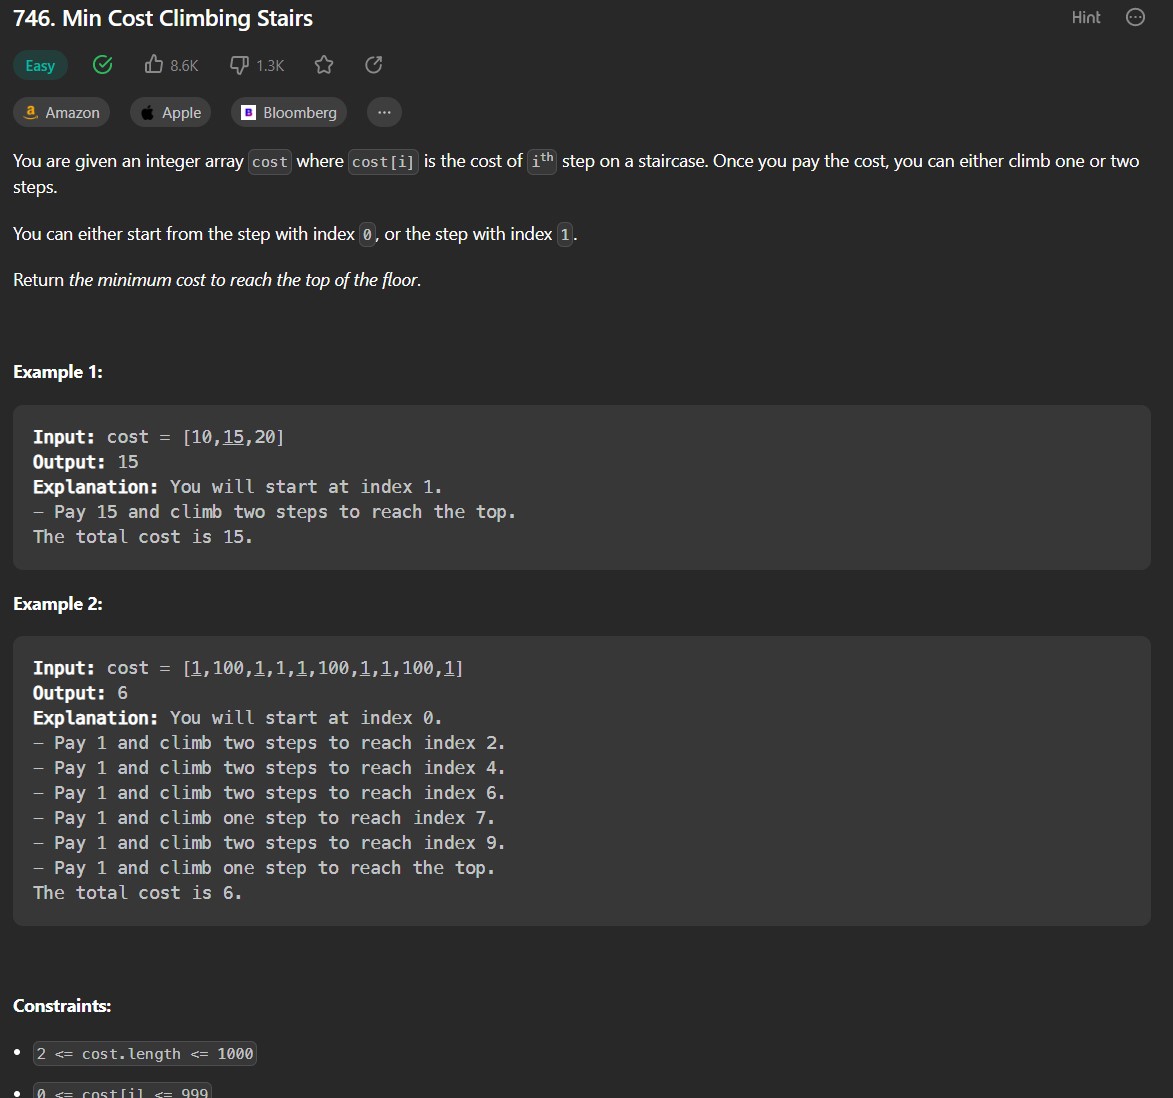 746. Min Cost Climbing Stairs
Hint
Easy 8.6K 1.3K
Amazon Apple Bloomberg ...
You are given an integer array cost where cost[i] is the cost of ith step on a staircase. Once you pay the cost, you can either climb one or two
steps.
You can either start from the step with index 0, or the step with index 1.
Return the minimum cost to reach the top of the floor.
Example 1:
Input: cost = [10,15,20]
Output: 15
Explanation: You will start at index 1.
- Pay 15 and climb two steps to reach the top.
The total cost is 15.
Example 2:
Input: cost = [1,100,1,1,1,100,1,1,100,1]
Output: 6
Explanation: You will start at index 0.
- Pay 1 and climb two steps to reach index 2.
- Pay 1 and climb two steps to reach index 4.
- Pay 1 and climb two steps to reach index 6.
- Pay 1 and climb one step to reach index 7.
- Pay 1 and climb two steps to reach index 9.
- Pay 1 and climb one step to reach the top.
The total cost is 6.
Constraints:
• 2 <= cost.length <= 1000
• 0 <= cost[i] <= 999